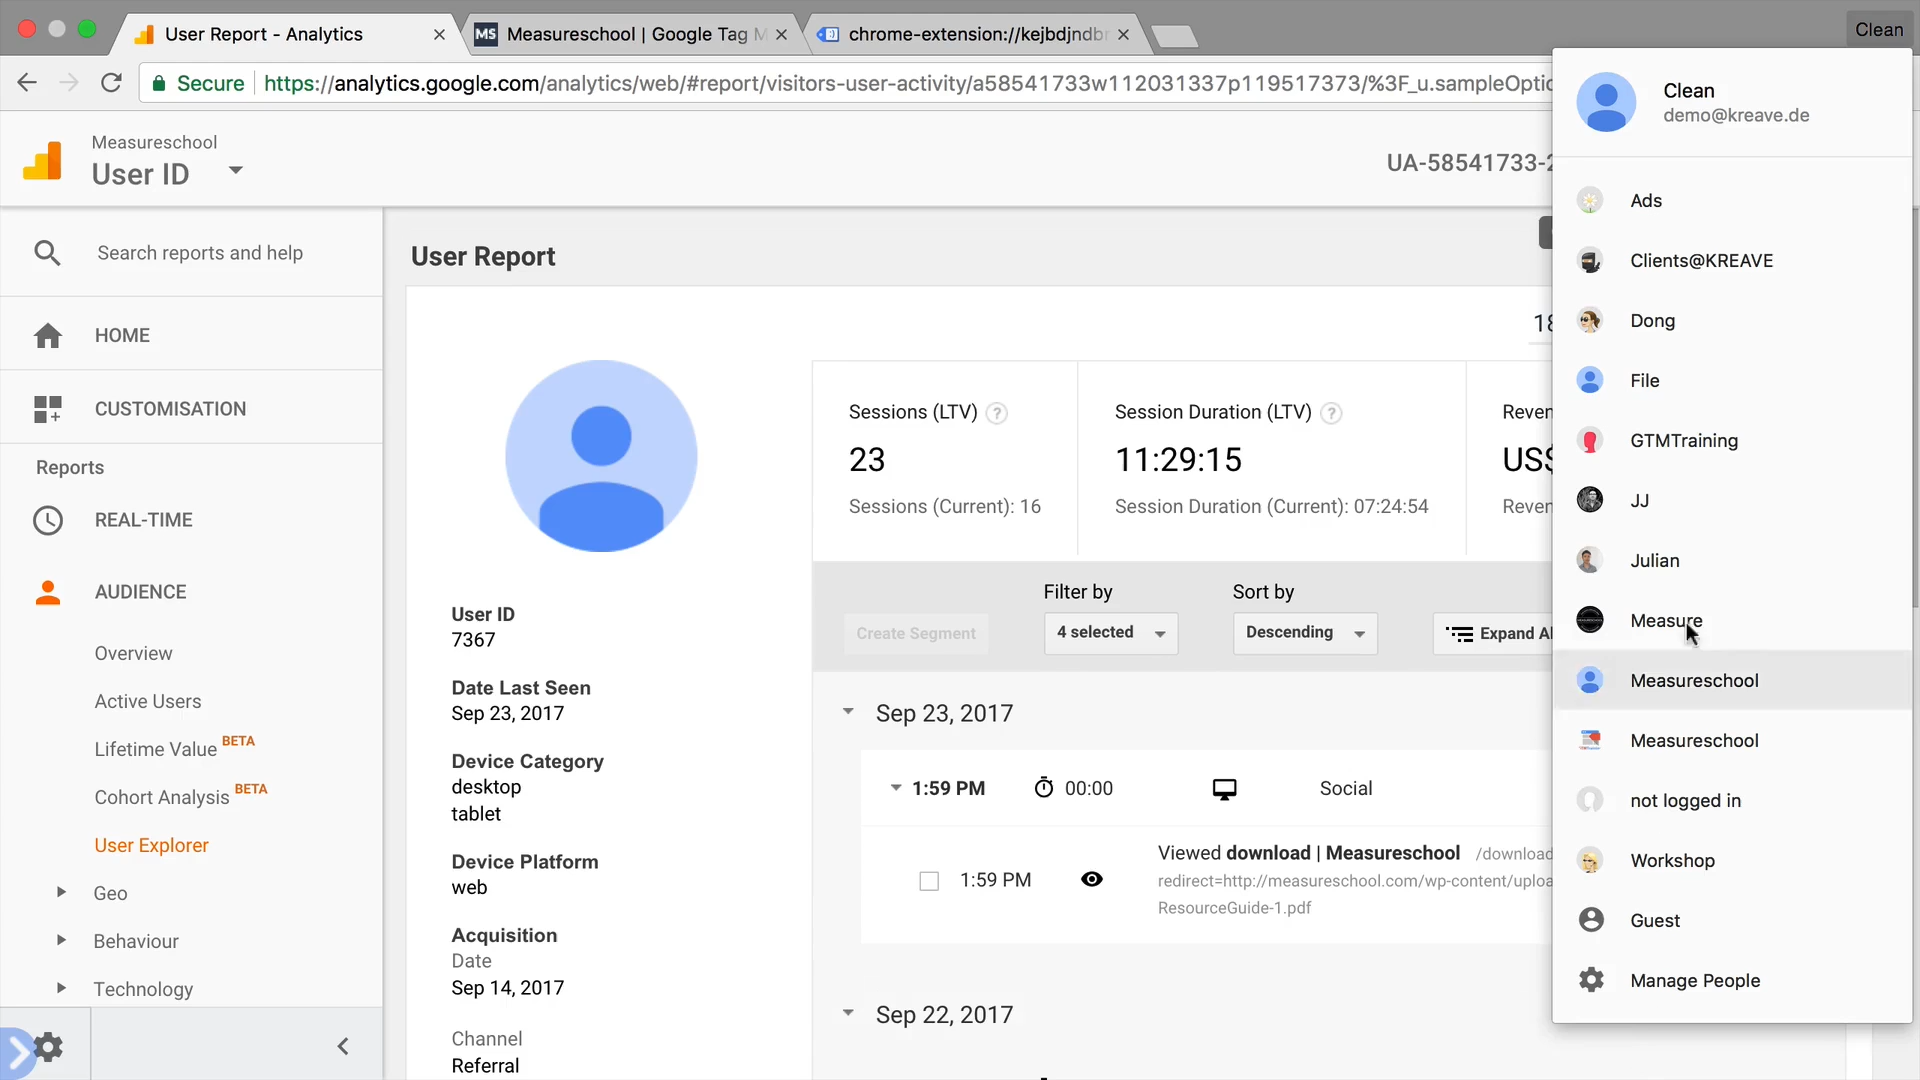 User Report - Analytics
MS
Measureschool | Google Tag M
chrome-extension://kejbdjndbn
Clean
Secure
https://analytics.google.com/analytics/web/#report/visitors-user-activity/a58541733w112031337p119517373/%3F_u.sampleOptio
Measureschool
User ID
UA-58541733-2
Search reports and help
HOME
CUSTOMISATION
Reports
REAL-TIME
AUDIENCE
Overview
Active Users
Lifetime Value BETA
Cohort Analysis BETA
User Explorer
Geo
Behaviour
Technology
User Report
18
User ID
7367
Date Last Seen
Sep 23, 2017
Device Category
desktop
tablet
Device Platform
web
Acquisition
Date
Sep 14, 2017
Channel
Referral
Sessions (LTV) ?
23
Sessions (Current): 16
Session Duration (LTV) ?
11:29:15
Session Duration (Current): 07:24:54
Reven
US$
Reven
Create Segment
Filter by
4 selected
Sort by
Descending
Expand Al
Sep 23, 2017
1:59 PM
00:00
Social
1:59 PM
Viewed download | Measureschool /download
redirect=http://measureschool.com/wp-content/uploa
ResourceGuide-1.pdf
Sep 22, 2017
Clean
demo@kreave.de
Ads
Clients@KREAVE
Dong
File
GTMTraining
JJ
Julian
Measure
Measureschool
Measureschool
not logged in
Workshop
Guest
Manage People